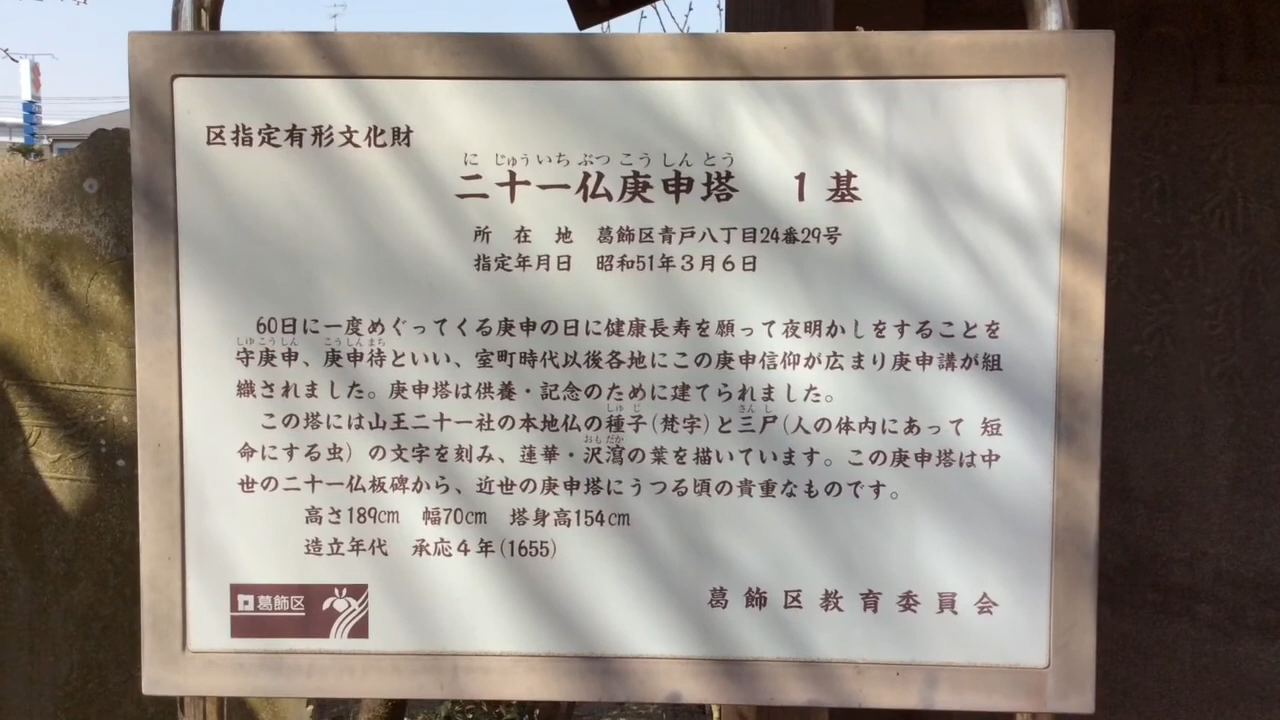 区指定有形文化財
に じゅう いち ぶつ こう しん とう
二十一仏庚申塔　1基
所　在　地　葛飾区青戸八丁目24番29号
指定年月日　昭和51年3月6日
60日に一度めぐってくる庚申の日に健康長寿を願って夜明かしをすることを
しゅこうしん　こうしんまち
守庚申、庚申待といい、室町時代以後各地にこの庚申信仰が広まり庚申講が組
織されました。庚申塔は供養・記念のために建てられました。
しゅ じ　さん し
この塔には山王二十一社の本地仏の種子(梵字)と三尸(人の体内にあって 短
おもだか
命にする虫) の文字を刻み、蓮華・沢瀉の葉を描いています。この庚申塔は中
世の二十一仏板碑から、近世の庚申塔にうつる頃の貴重なものです。
高さ189cm　幅70cm　塔身高154cm
造立年代　承応4年(1655)
葛飾区
葛飾区教育委員会